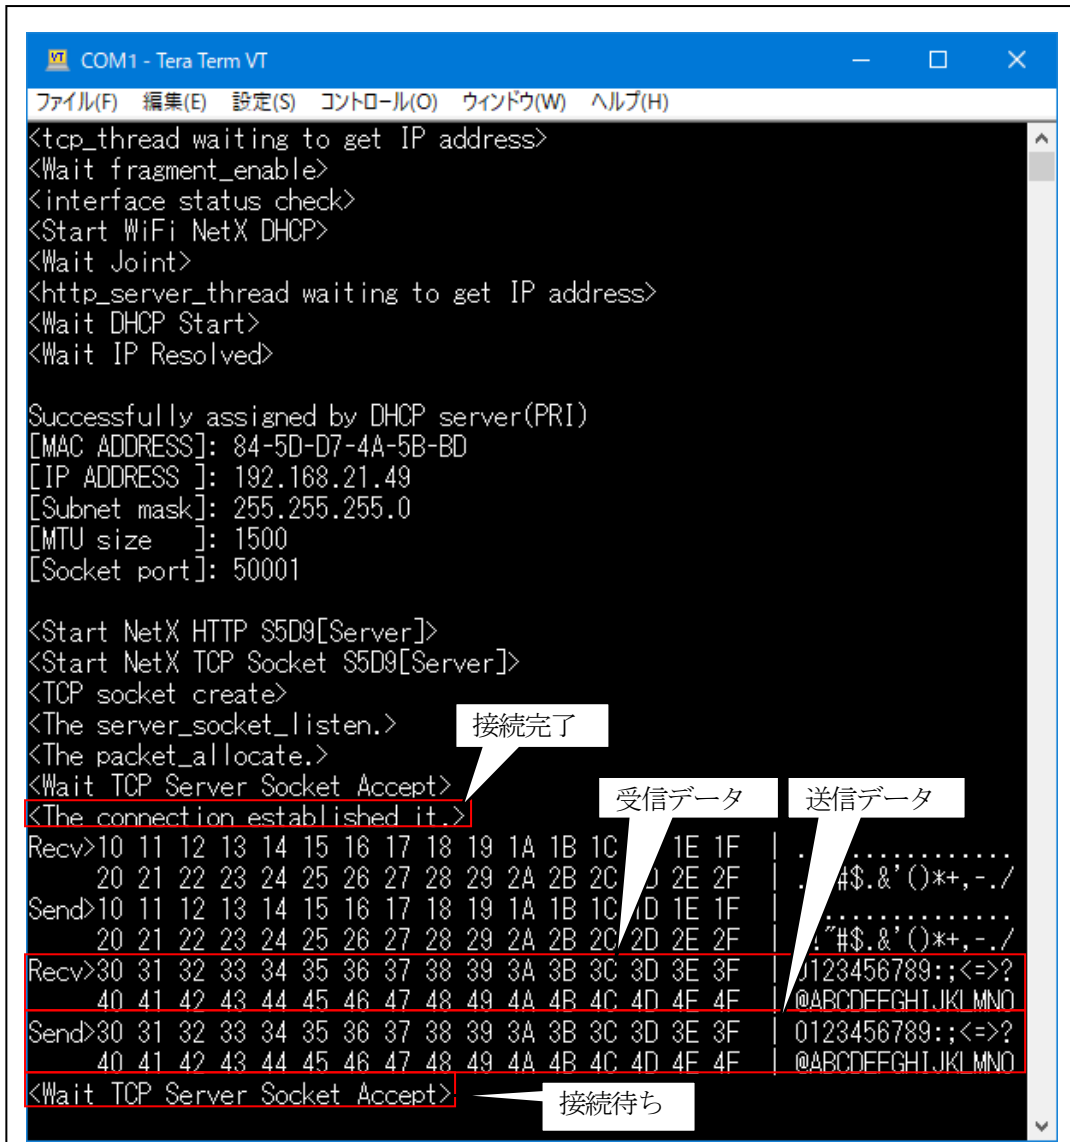 COM1 - Tera Term VT
ファイル(F) 編集(E) 設定(S) コントロール(O) ウィンドウ(W) ヘルプ(H)
<tcp_thread waiting to get IP address>
<Wait fragment_enable>
<interface status check>
<Start WiFi NetX DHCP>
<Wait Joint>
<http_server_thread waiting to get IP address>
<Wait DHCP Start>
<Wait IP Resolved>
Successfully assigned by DHCP server(PRI)
[MAC ADDRESS]: 84-5D-D7-4A-5B-BD
[IP ADDRESS ]: 192.168.21.49
[Subnet mask]: 255.255.255.0
[MTU size   ]: 1500
[Socket port]: 50001
<Start NetX HTTP S5D9[Server]>
<Start NetX TCP Socket S5D9[Server]>
<TCP socket create>
<The server_socket_listen.>
接続完了
<The packet_allocate.>
<Wait TCP Server Socket Accept>
受信データ
送信データ
<The connection established it.>
Recv>10 11 12 13 14 15 16 17 18 19 1A 1B 1C 1E 1F | . .............
20 21 22 23 24 25 26 27 28 29 2A 2B 2C D 2E 2F | . #$.&'()*+,-./
Send>10 11 12 13 14 15 16 17 18 19 1A 1B 1C 1D 1E 1F | ..............
20 21 22 23 24 25 26 27 28 29 2A 2B 2C 2D 2E 2F | .!"#$.&'()*+,-./
Recv>30 31 32 33 34 35 36 37 38 39 3A 3B 3C 3D 3E 3F | 0123456789:;<=>?
40 41 42 43 44 45 46 47 48 49 4A 4B 4C 4D 4E 4F | @ABCDEFGHIJKLMNO
Send>30 31 32 33 34 35 36 37 38 39 3A 3B 3C 3D 3E 3F | 0123456789:;<=>?
40 41 42 43 44 45 46 47 48 49 4A 4B 4C 4D 4E 4F | @ABCDEFGHIJKLMNO
<Wait TCP Server Socket Accept>
接続待ち